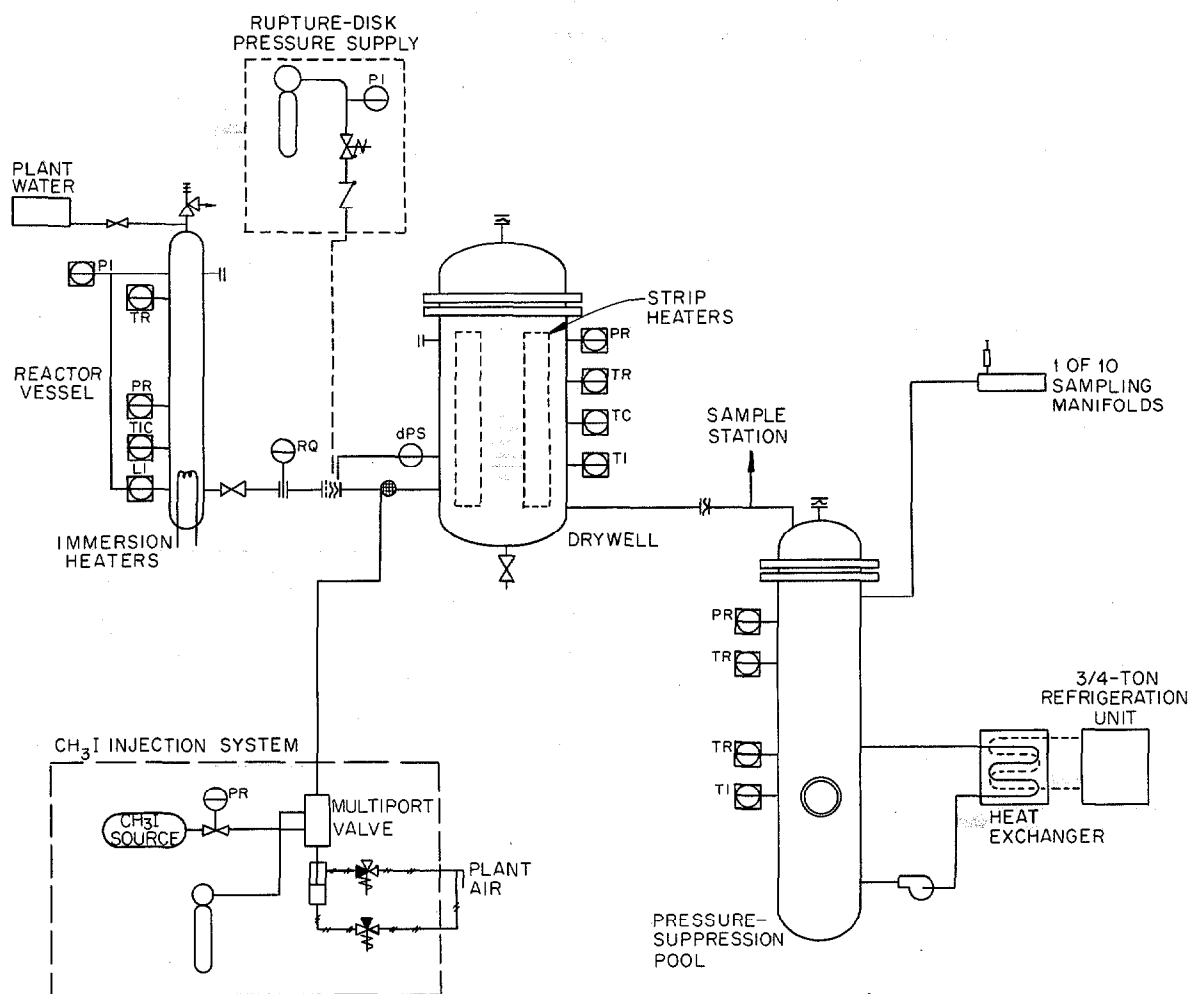 RUPTURE-DISK
PRESSURE SUPPLY
PI
PLANT
WATER
PI
TR
STRIP
HEATERS
REACTOR
VESSEL
PR
TIC
LI
RQ
dPS
PR
TR
TC
TI
1 OF 10
SAMPLING
MANIFOLDS
SAMPLE
STATION
IMMERSION
HEATERS
DRYWELL
PR
TR
TR
TI
3/4-TON
REFRIGERATION
UNIT
HEAT
EXCHANGER
CH3I INJECTION SYSTEM
PR
CH3I
SOURCE
MULTIPORT
VALVE
PLANT
AIR
PRESSURE-
SUPPRESSION
POOL